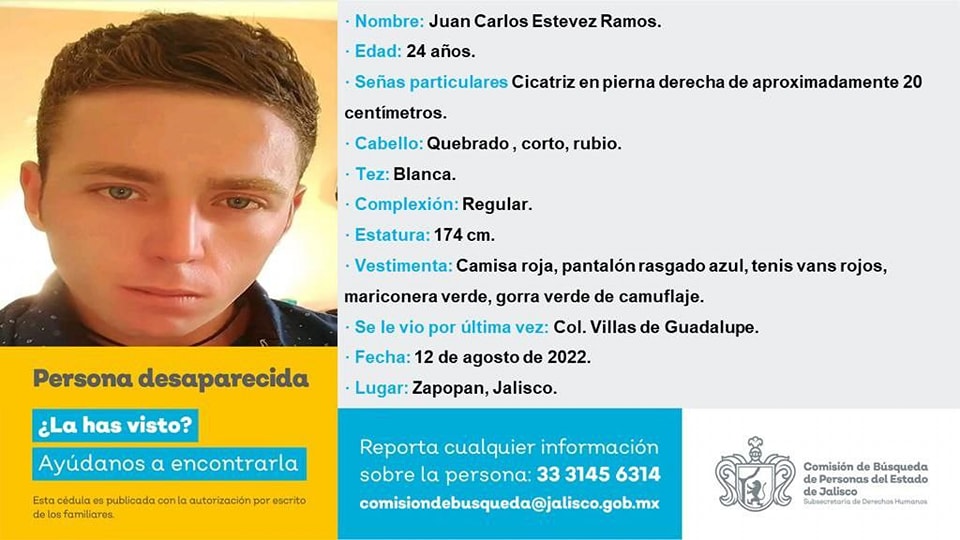 · Nombre: Juan Carlos Estevez Ramos.
· Edad: 24 años.
· Señas particulares Cicatriz en pierna derecha de aproximadamente 20
centímetros.
· Cabello: Quebrado , corto, rubio.
· Tez: Blanca.
· Complexión: Regular.
· Estatura: 174 cm.
· Vestimenta: Camisa roja, pantalón rasgado azul, tenis vans rojos,
mariconera verde, gorra verde de camuflaje.
· Se le vio por última vez: Col. Villas de Guadalupe.
· Fecha: 12 de agosto de 2022.
· Lugar: Zapopan, Jalisco.
Persona desaparecida
¿La has visto?
Ayúdanos a encontrarla
Esta cédula es publicada con la autorización por escrito
de los familiares.
Reporta cualquier información
sobre la persona: 33 3145 6314
comisiondebusqueda@jalisco.gob.mx
Comisión de Búsqueda
de Personas del Estado
de Jalisco
Subsecretaría de Derechos Humanos